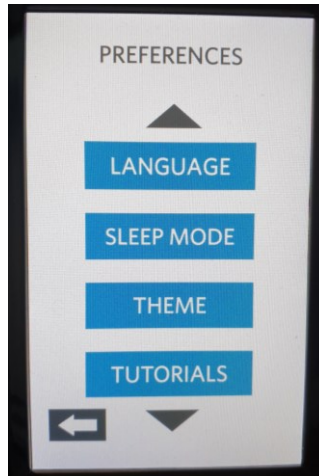 PREFERENCES
LANGUAGE
SLEEP MODE
THEME
TUTORIALS